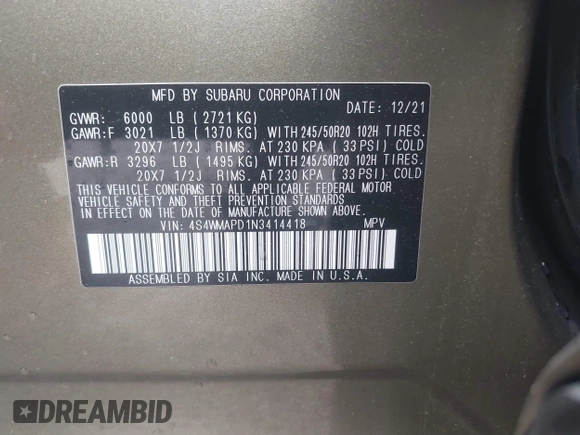 MFD BY SUBARU CORPORATION
DATE: 12/21
GVWR: 6000 LB ( 2721 KG)
GAWR:F 3021 LB ( 1370 KG) WITH 245/50R20 102H TIRES.
20X7 1/2J RIMS. AT 230 KPA ( 33 PSI) COLD
GAWR:R 3296 LB ( 1495 KG) WITH 245/50R20 102H TIRES.
20X7 1/2J RIMS. AT 230 KPA ( 33 PSI) COLD
THIS VEHICLE CONFORMS TO ALL APPLICABLE FEDERAL MOTOR
VEHICLE SAFETY, BUMPER, AND THEFT PREVENTION STANDARDS
IN EFFECT ON THE DATE OF MANUFACTURE SHOWN ABOVE.
VIN: 4S4WMAPD1N3414418 MPV
ASSEMBLED BY SIA INC. MADE IN U.S.A.
DREAMBID